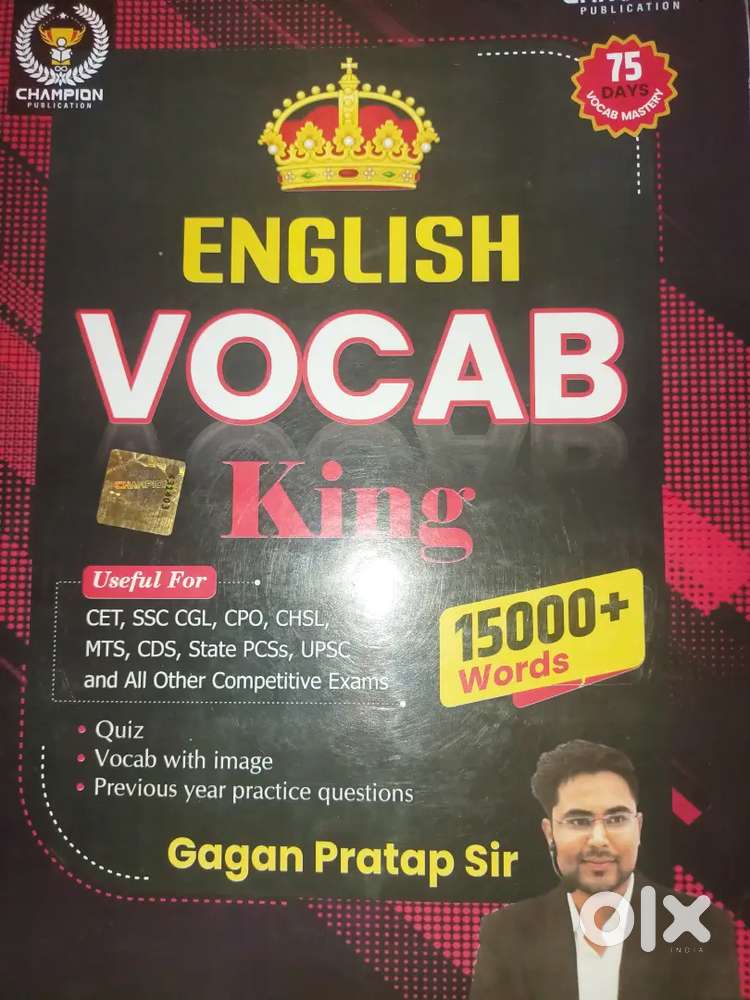 CHAMPION
PUBLICATION
PUBLICATION
75
DAYS
VOCAB MASTERY
ENGLISH
VOCAB
King
CHAMPION
Useful For
CET, SSC CGL, CPO, CHSL,
MTS, CDS, State PCSs, UPSC
and All Other Competitive Exams
15000+
Words
• Quiz
• Vocab with image
• Previous year practice questions
Gagan Pratap Sir
olx
INDIA